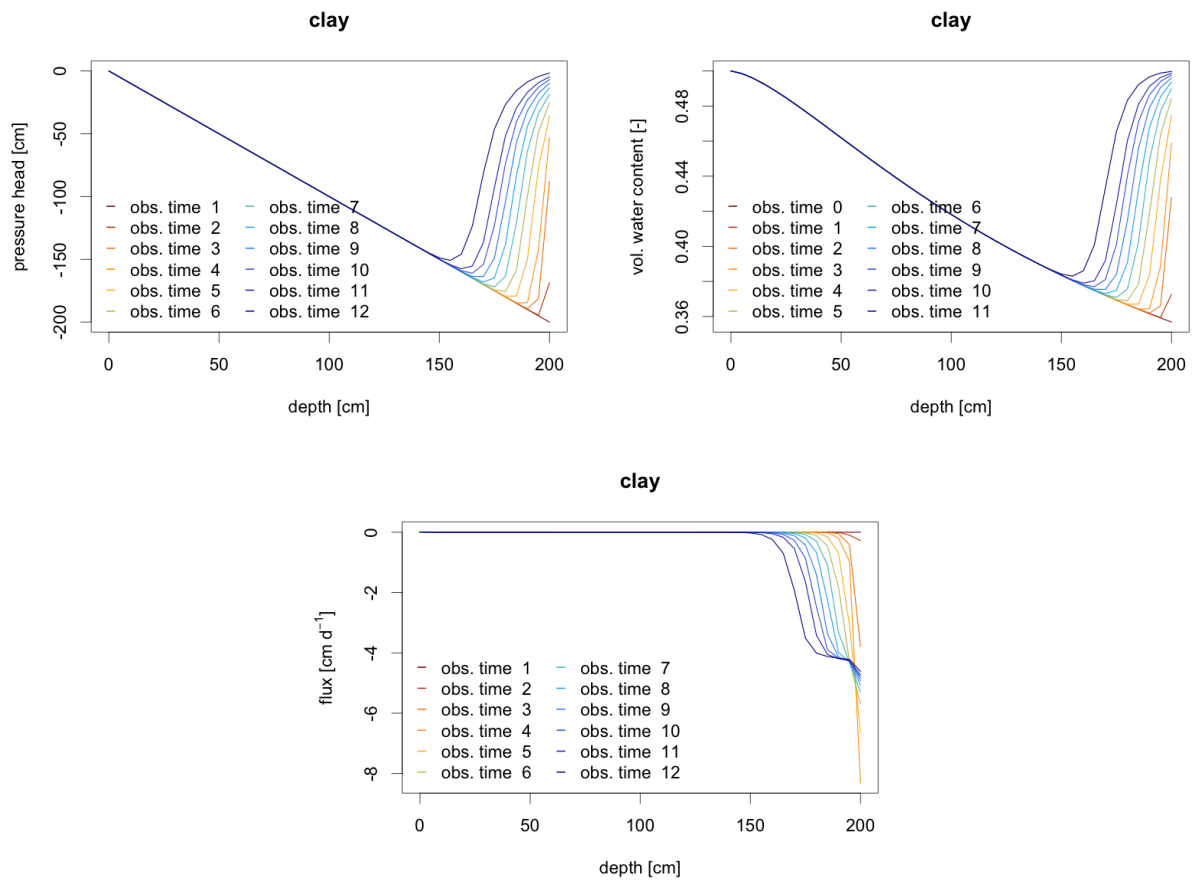 clay
pressure head [cm]
0
-50
-100
-150
-200
obs. time 1
obs. time 2
obs. time 3
obs. time 4
obs. time 5
obs. time 6
obs. time 7
obs. time 8
obs. time 9
obs. time 10
obs. time 11
obs. time 12
0 50 100 150 200
depth [cm]
clay
vol. water content [-]
0.48
0.44
0.40
0.36
obs. time 0
obs. time 1
obs. time 2
obs. time 3
obs. time 4
obs. time 5
obs. time 6
obs. time 7
obs. time 8
obs. time 9
obs. time 10
obs. time 11
0 50 100 150 200
depth [cm]
clay
flux [cm d⁻¹]
0
-2
-4
-6
-8
obs. time 1
obs. time 2
obs. time 3
obs. time 4
obs. time 5
obs. time 6
obs. time 7
obs. time 8
obs. time 9
obs. time 10
obs. time 11
obs. time 12
0 50 100 150 200
depth [cm]